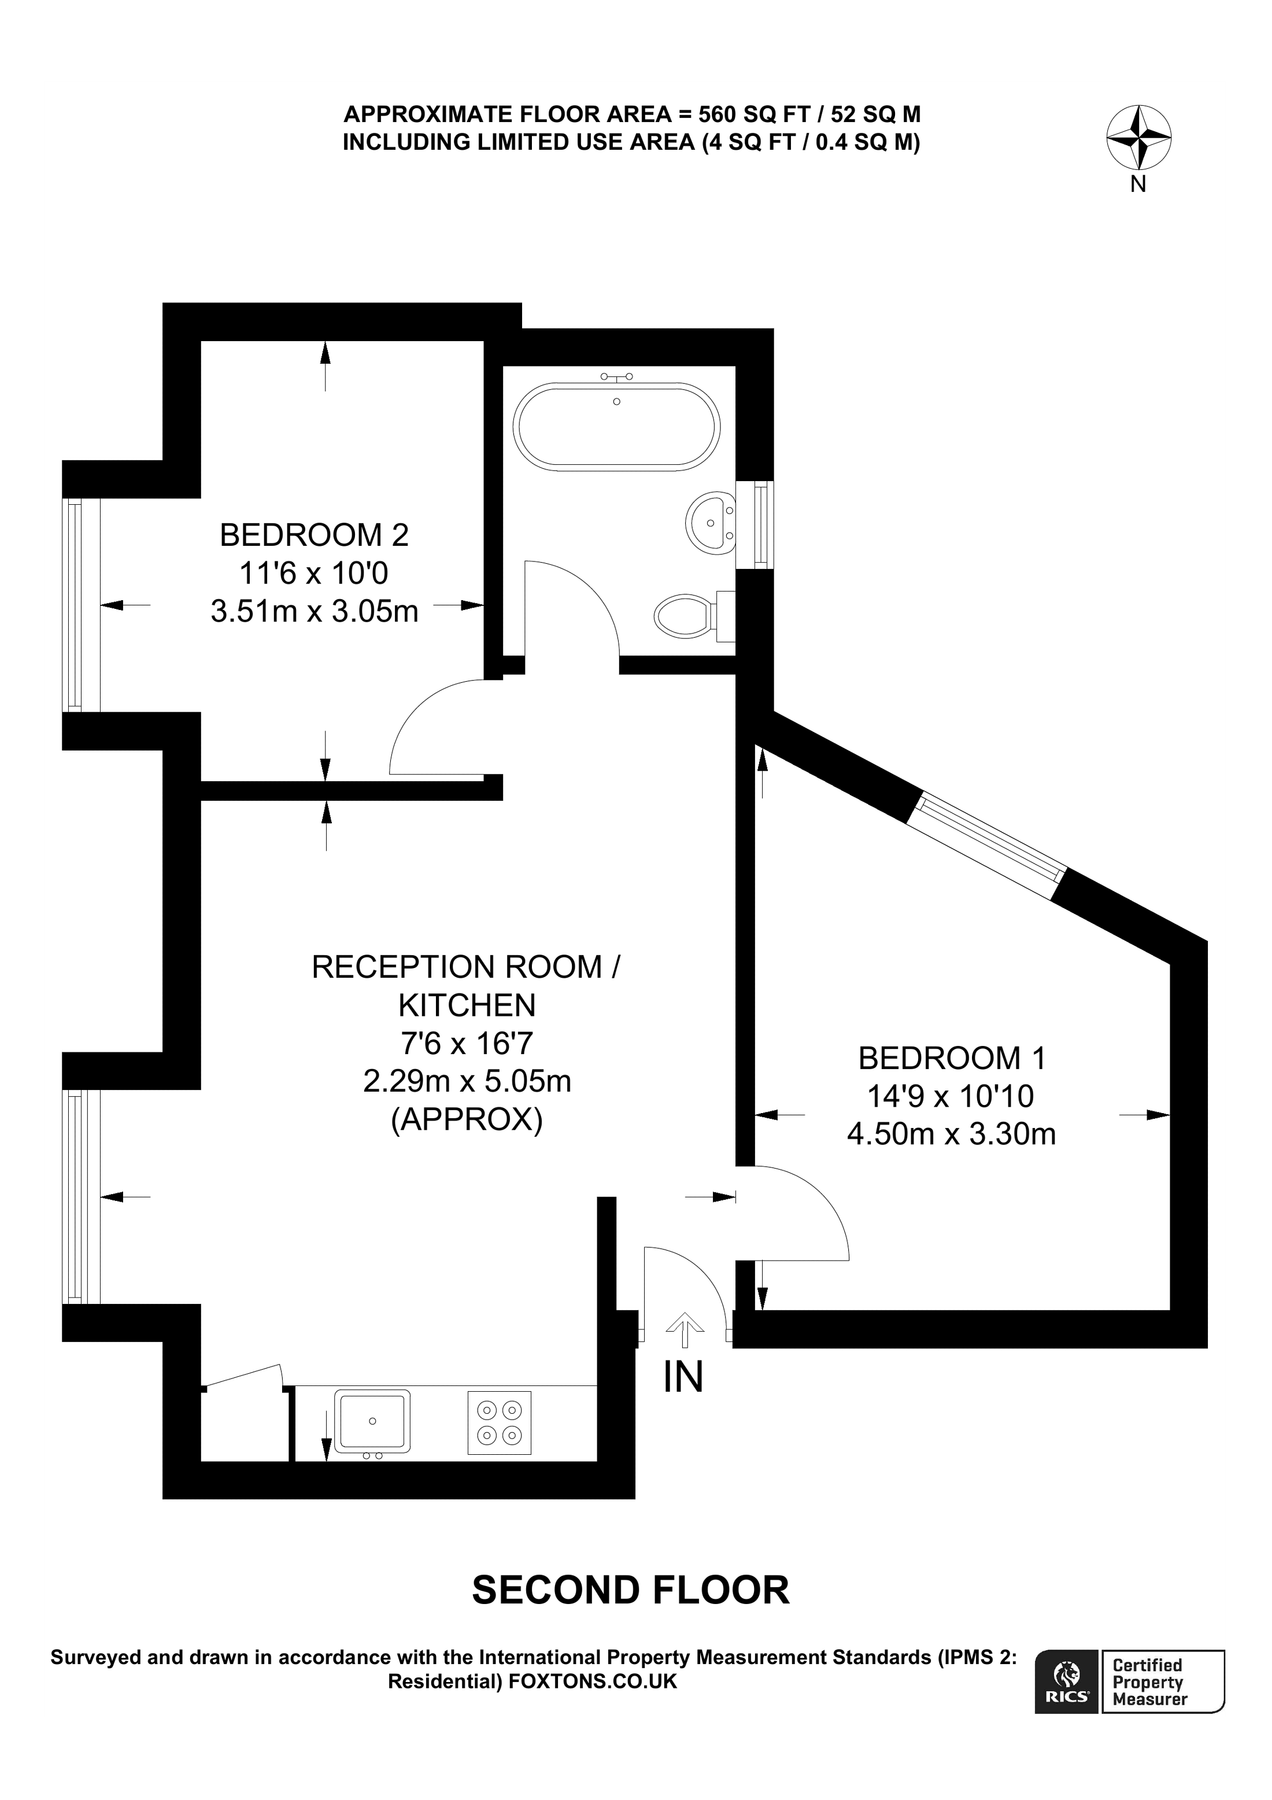 APPROXIMATE FLOOR AREA = 560 SQ FT / 52 SQ M
INCLUDING LIMITED USE AREA (4 SQ FT / 0.4 SQ M)
N
BEDROOM 2
11'6 x 10'0
3.51m x 3.05m
RECEPTION ROOM /
KITCHEN
7'6 x 16'7
2.29m x 5.05m
(APPROX)
BEDROOM 1
14'9 x 10'10
4.50m x 3.30m
IN
SECOND FLOOR
Surveyed and drawn in accordance with the International Property Measurement Standards (IPMS 2:
Residential) FOXTONS.CO.UK
RICS
Certified
Property
Measurer